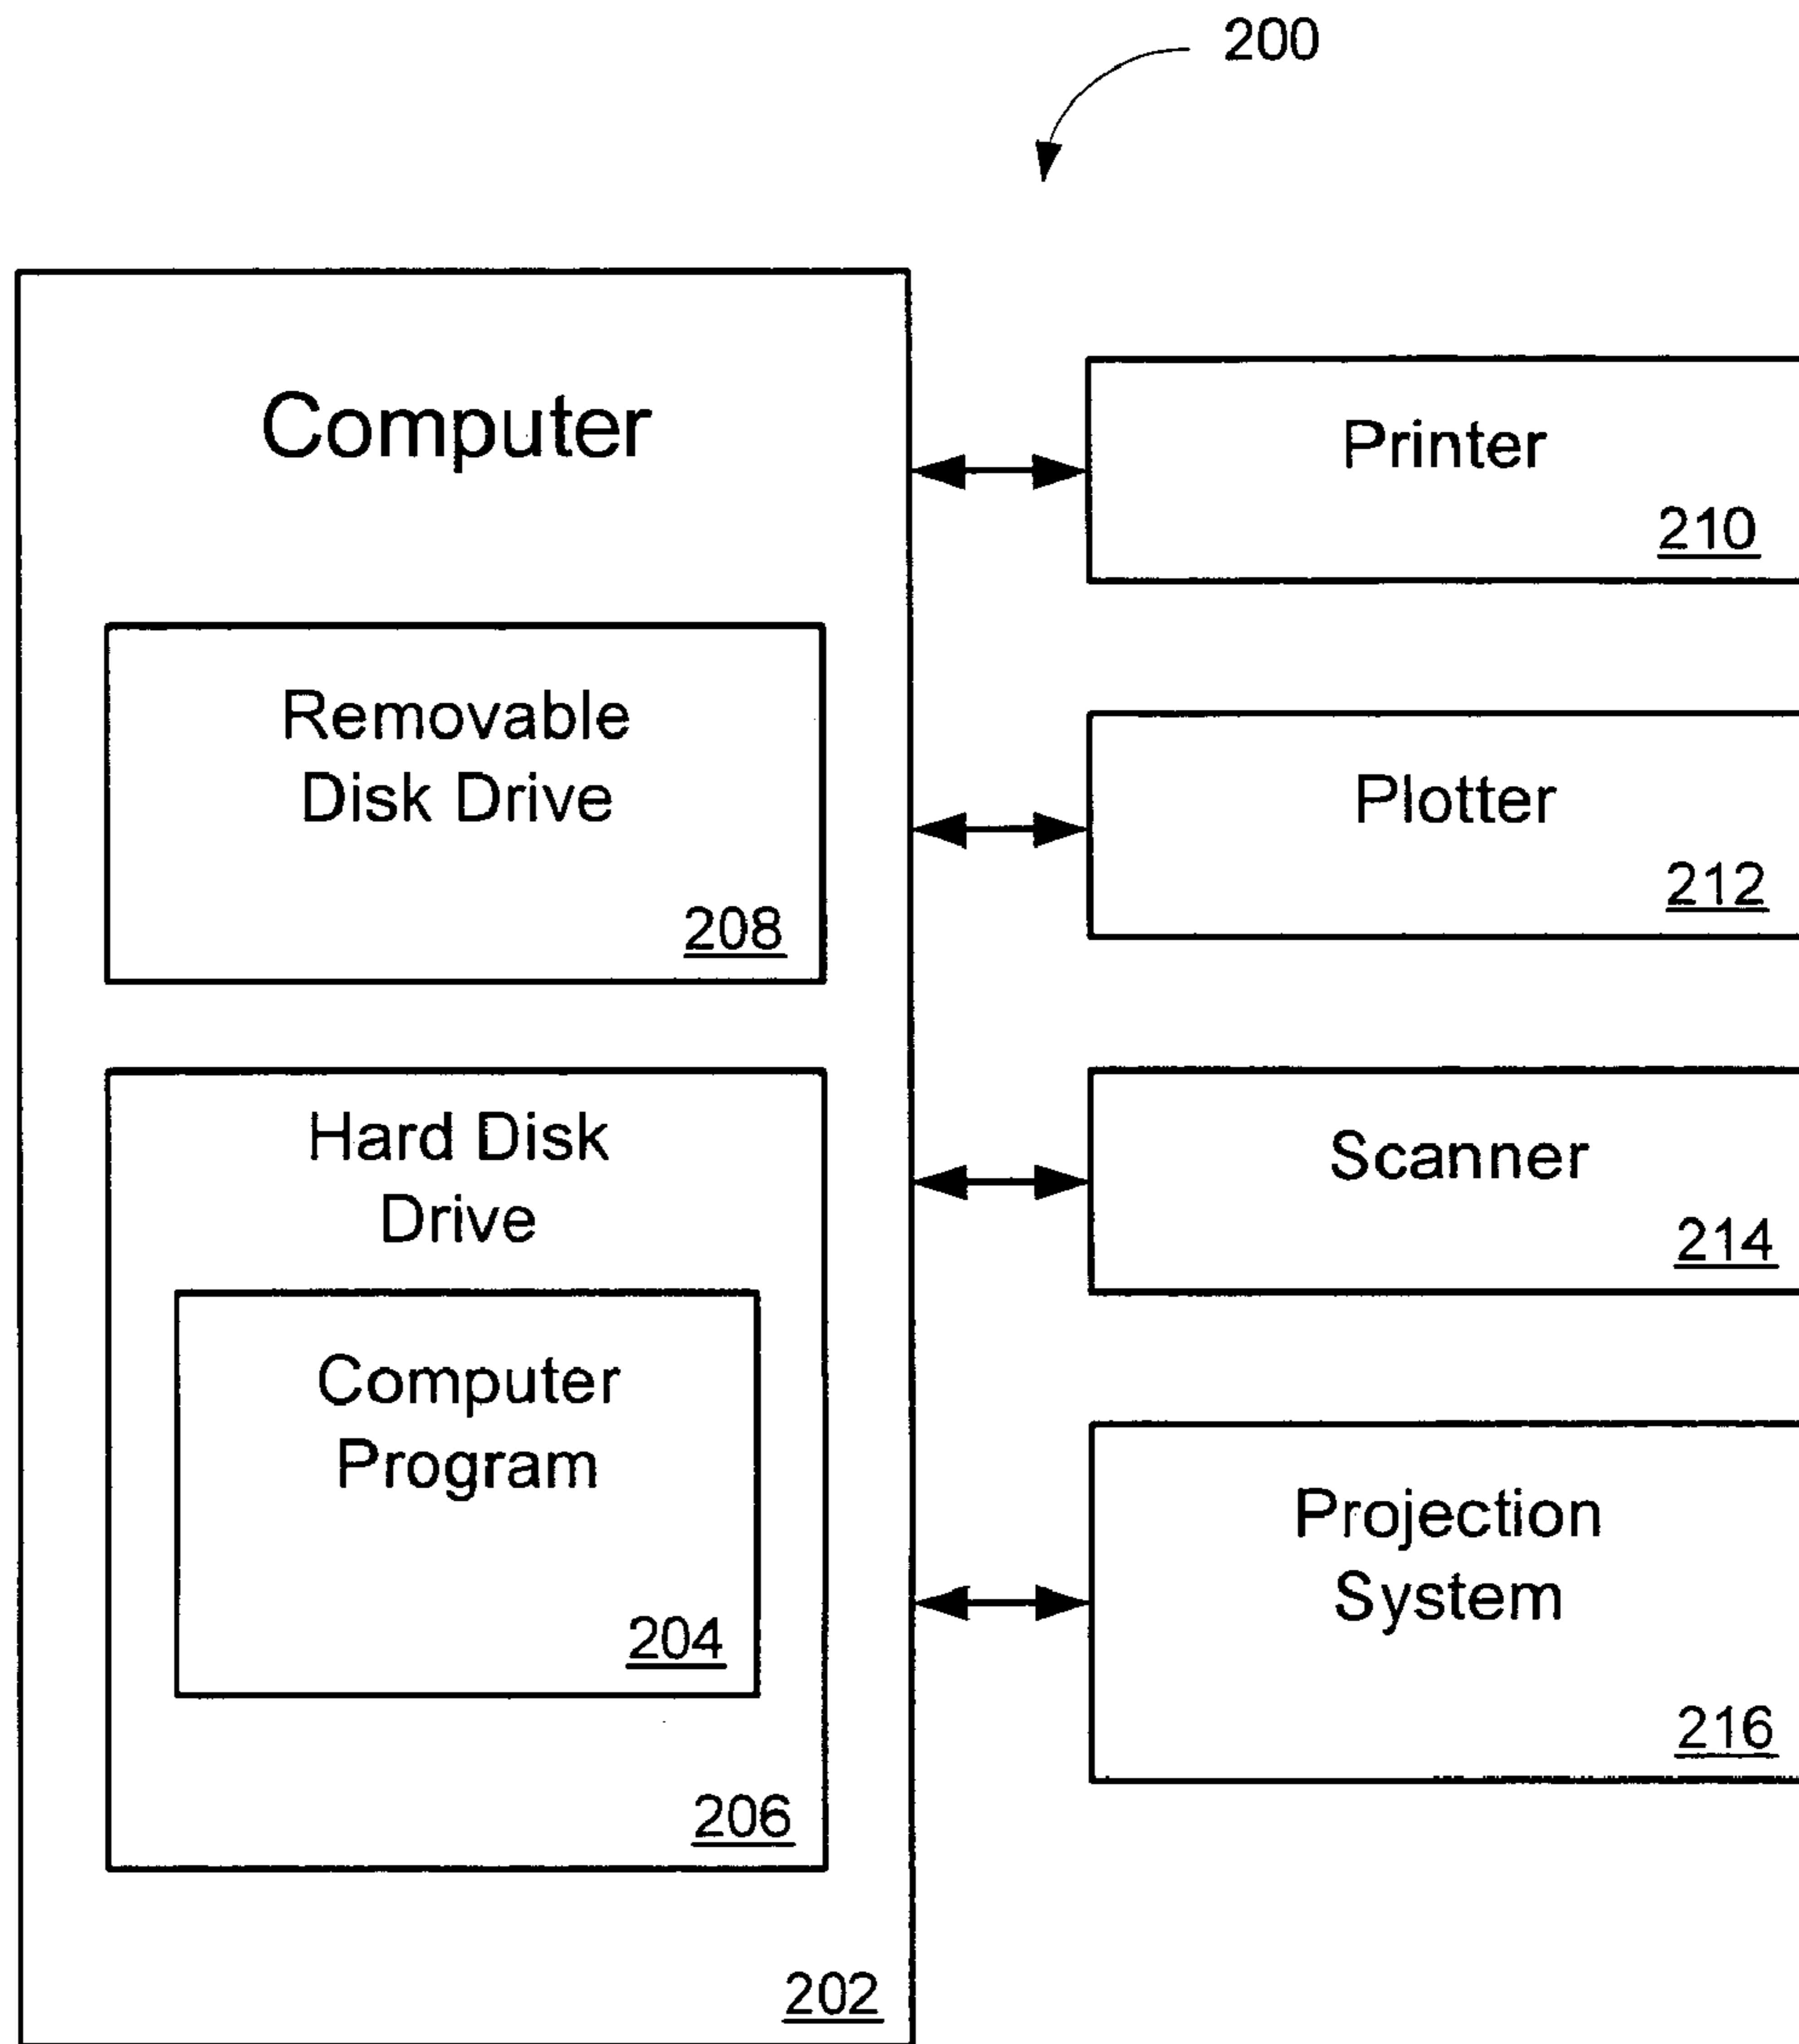 200
Computer
Removable
Disk Drive
208
Hard Disk
Drive
Computer
Program
204
206
202
Printer
210
Plotter
212
Scanner
214
Projection
System
216